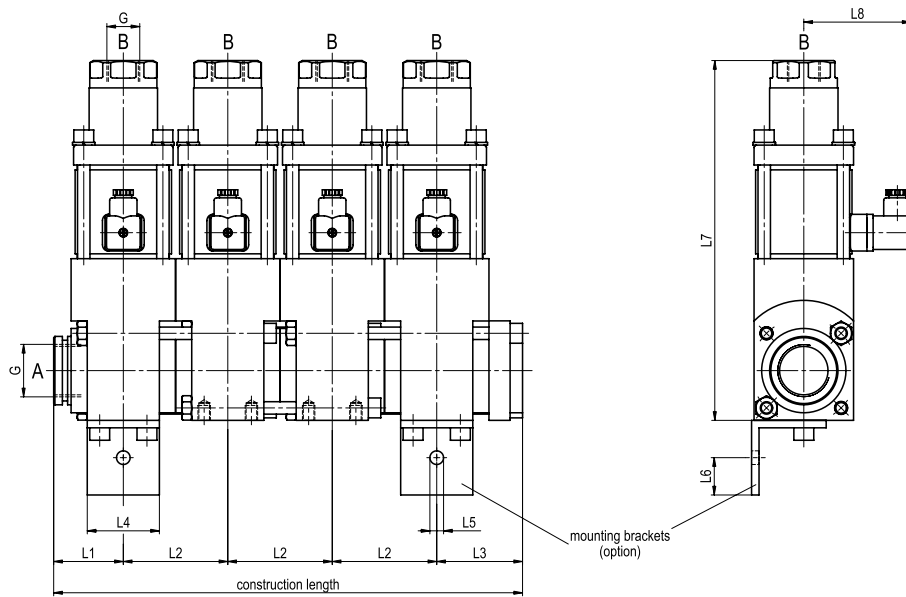 G
L8
B
B
B
B
B
L7
G
A
L6
L4
L5
L1
L2
L2
L2
L3
mounting brackets
(option)
construction length